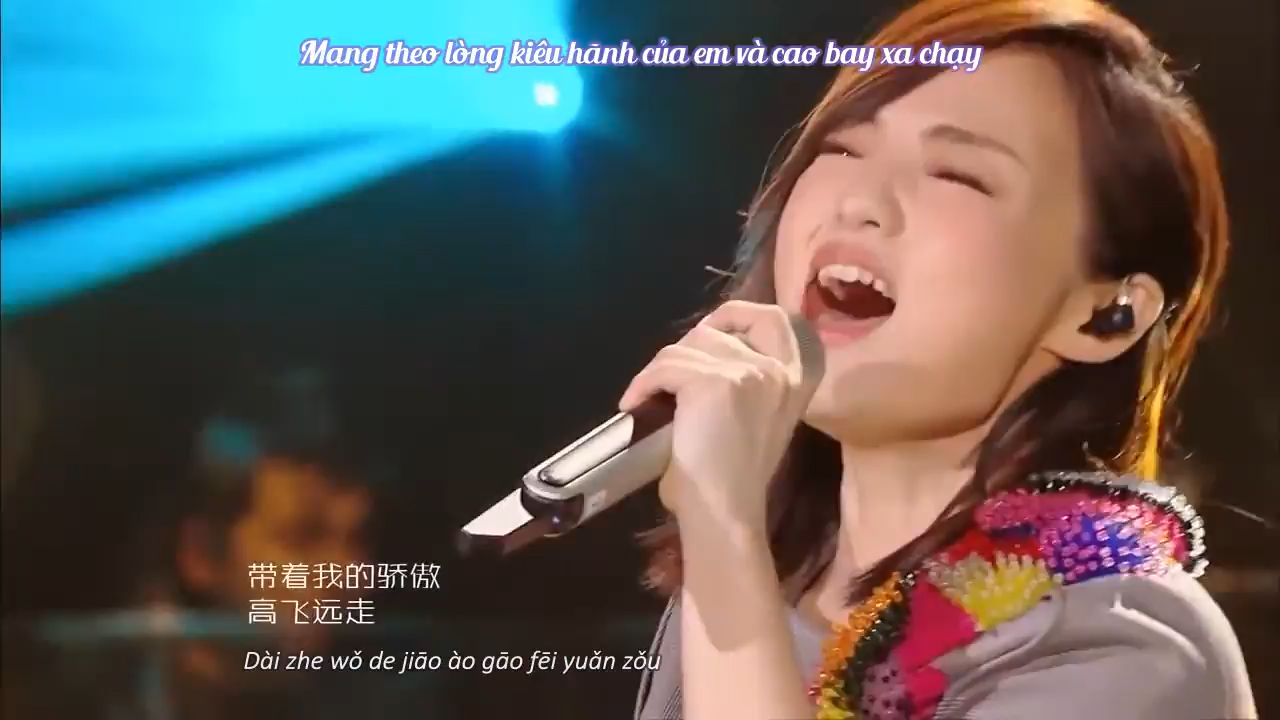 Mang theo lòng kiêu hãnh của em và cao bay xa chạy
带着我的骄傲
高飞远走
Dài zhe wǒ de jiāo ào gāo fēi yuǎn zǒu